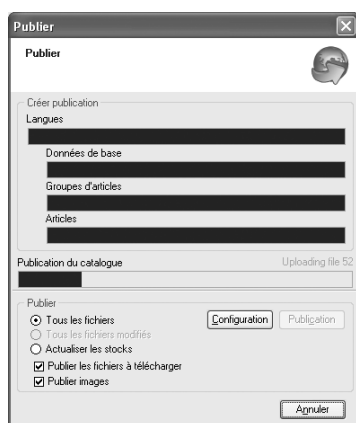 Publier
Publier
Créer publication
Langues
Données de base
Groupes d'articles
Articles
Publication du catalogue Uploading file 52
Publier
Tous les fichiers Configuration Publication
Tous les fichiers modifiés
Actualiser les stocks
Publier les fichiers à télécharger
Publier images
Annuler